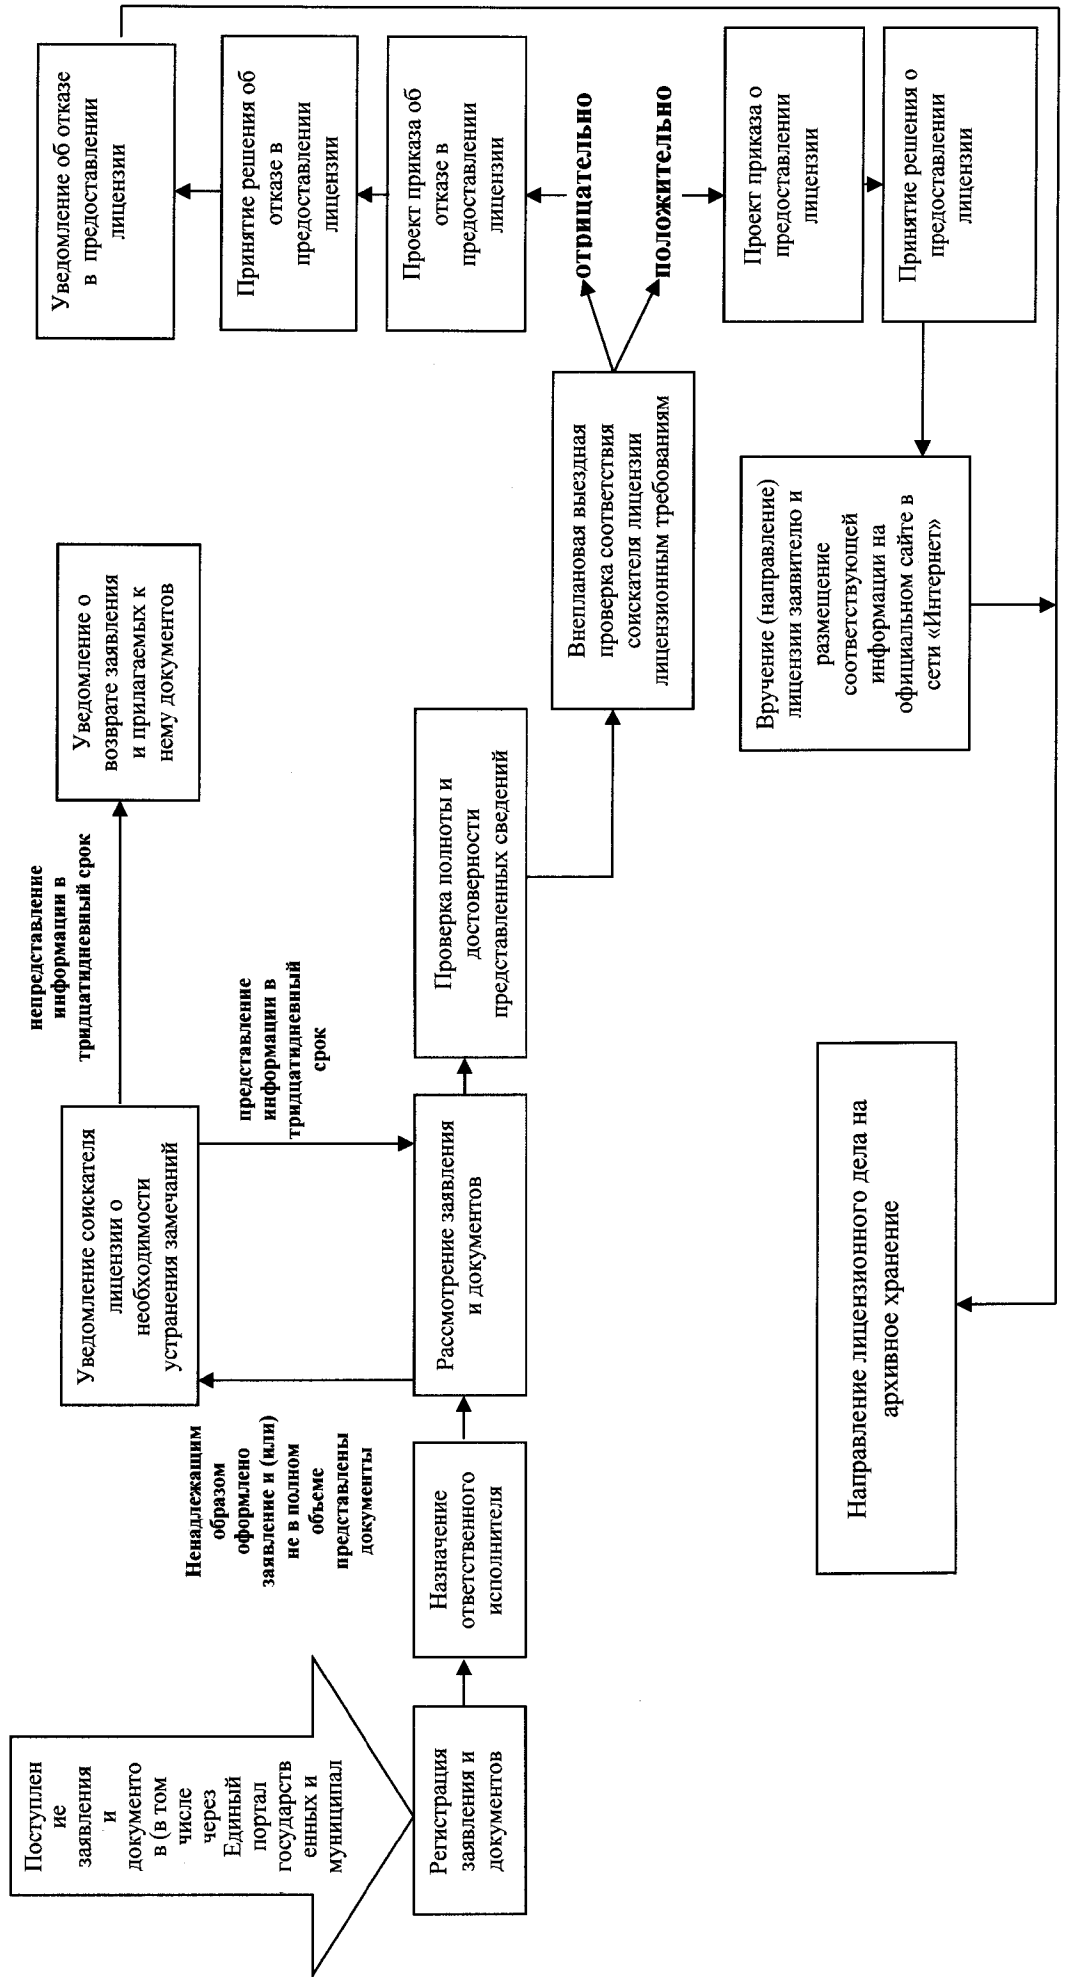 Поступлен
ие
заявления
и
документо
в (в том
числе
через
Единый
портал
государств
енных и
муниципал
Регистрация
заявления и
документов
Назначение
ответственного
исполнителя
Ненадлежащим
образом
оформлено
заявление и (или)
не в полном
объеме
представлены
документы
Рассмотрение заявления
и документов
Уведомление соискателя
лицензии о
необходимости
устранения замечаний
представление
информации в
тридцатидневный
срок
непредставление
информации в
тридцатидневный срок
Уведомление о
возврате заявления
и прилагаемых к
нему документов
Проверка полноты и
достоверности
представленных сведений
Внеплановая выездная
проверка соответствия
соискателя лицензии
лицензионным требованиям
отрицательно
положительно
Проект приказа об
отказе в
предоставлении
лицензии
Принятие решения об
отказе в
предоставлении
лицензии
Уведомление об отказе
в предоставлении
лицензии
Проект приказа о
предоставлении
лицензии
Принятие решения о
предоставлении
лицензии
Вручение (направление)
лицензии заявителю и
размещение
соответствующей
информации на
официальном сайте в
сети «Интернет»
Направление лицензионного дела на
архивное хранение